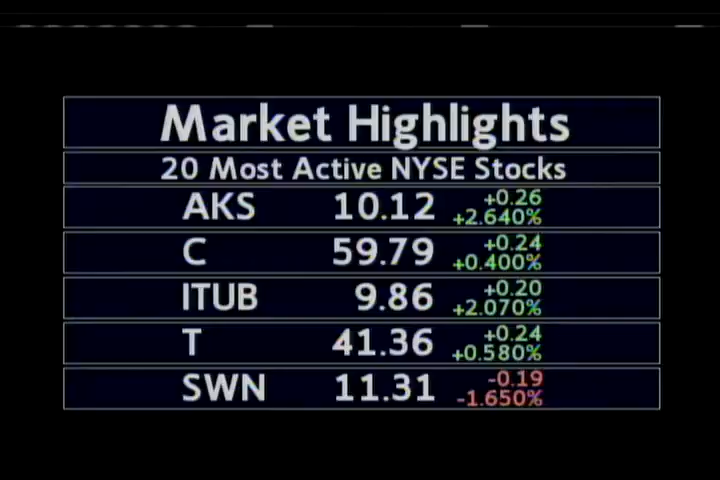 Market Highlights
20 Most Active NYSE Stocks
AKS 10.12 +0.26 +2.640%
C 59.79 +0.24 +0.400%
ITUB 9.86 +0.20 +2.070%
T 41.36 +0.24 +0.580%
SWN 11.31 -0.19 -1.650%